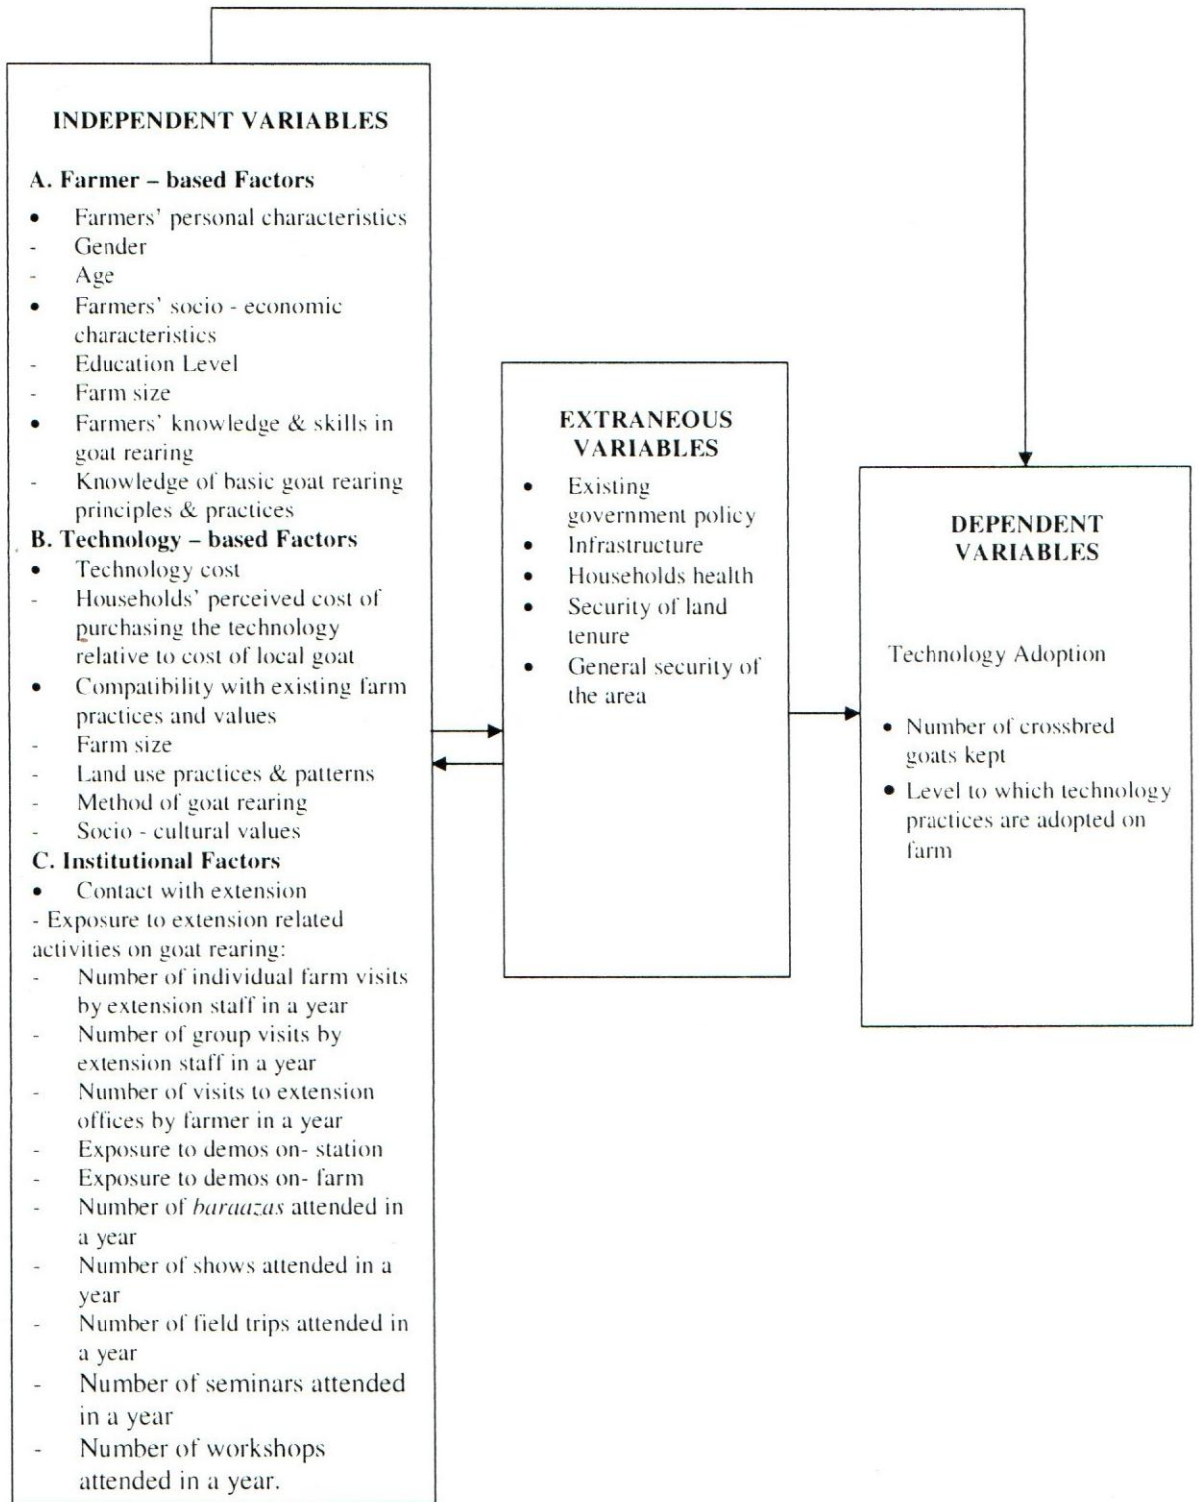 INDEPENDENT VARIABLES
A. Farmer – based Factors
• Farmers' personal characteristics
- Gender
- Age
• Farmers' socio - economic
characteristics
- Education Level
- Farm size
• Farmers' knowledge & skills in
goat rearing
- Knowledge of basic goat rearing
principles & practices
B. Technology – based Factors
• Technology cost
- Households' perceived cost of
purchasing the technology
relative to cost of local goat
• Compatibility with existing farm
practices and values
- Farm size
- Land use practices & patterns
- Method of goat rearing
- Socio - cultural values
C. Institutional Factors
• Contact with extension
- Exposure to extension related
activities on goat rearing:
- Number of individual farm visits
by extension staff in a year
- Number of group visits by
extension staff in a year
- Number of visits to extension
offices by farmer in a year
- Exposure to demos on- station
- Exposure to demos on- farm
- Number of baraazas attended in
a year
- Number of shows attended in a
year
- Number of field trips attended in
a year
- Number of seminars attended
in a year
- Number of workshops
attended in a year.
EXTRANEOUS
VARIABLES
• Existing
government policy
• Infrastructure
• Households health
• Security of land
tenure
• General security of
the area
DEPENDENT
VARIABLES
Technology Adoption
• Number of crossbred
goats kept
• Level to which technology
practices are adopted on
farm